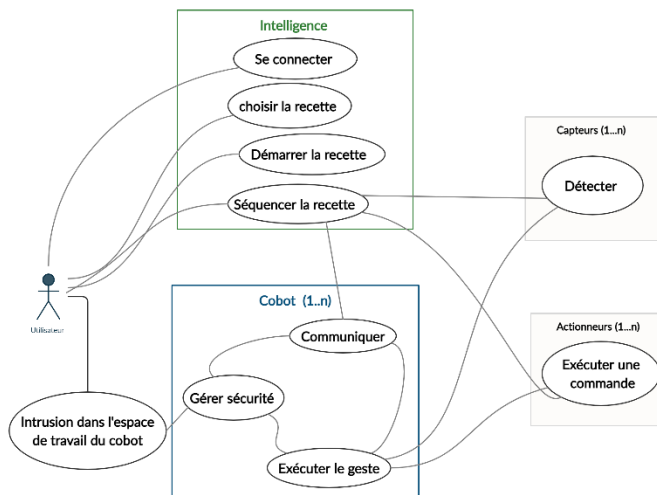 Intelligence
Se connecter
choisir la recette
Démarrer la recette
Séquencer la recette
Capteurs (1...n)
Détecter
Utilisateur
Cobot (1..n)
Communiquer
Gérer sécurité
Exécuter le geste
Actionneurs (1...n)
Exécuter une
commande
Intrusion dans l'espace
de travail du cobot